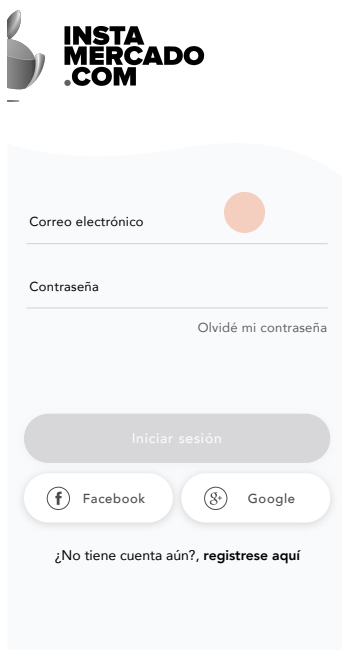 INSTA
MERCADO
.COM
Correo electrónico
Contraseña
Olvidé mi contraseña
Iniciar sesión
f Facebook
g+ Google
¿No tiene cuenta aún?, registrese aquí